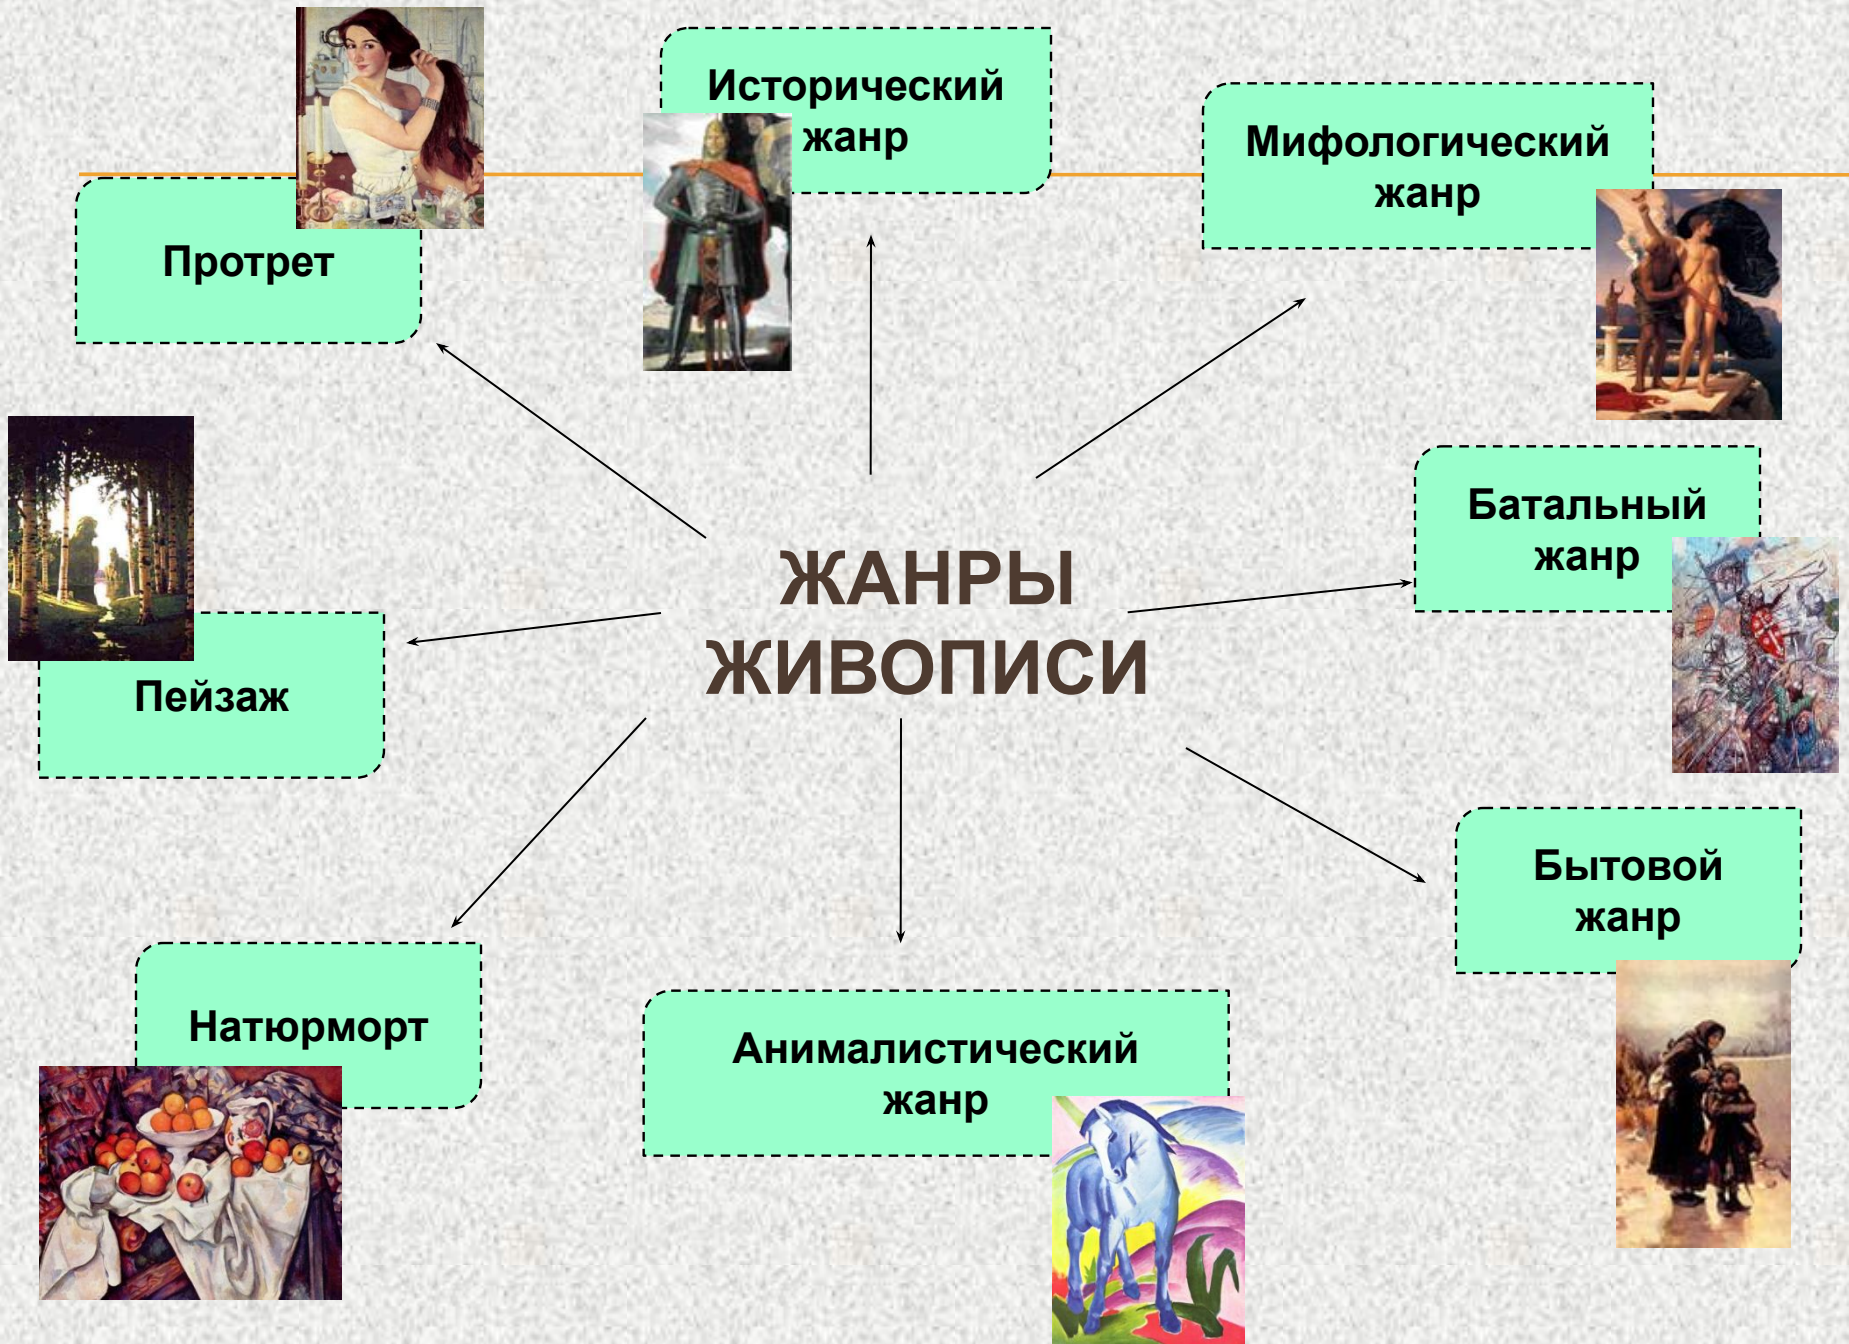 Исторический
жанр
Мифологический
жанр
Протрет
Батальный
жанр
ЖАНРЫ
ЖИВОПИСИ
Пейзаж
Бытовой
жанр
Натюрморт
Анималистический
жанр